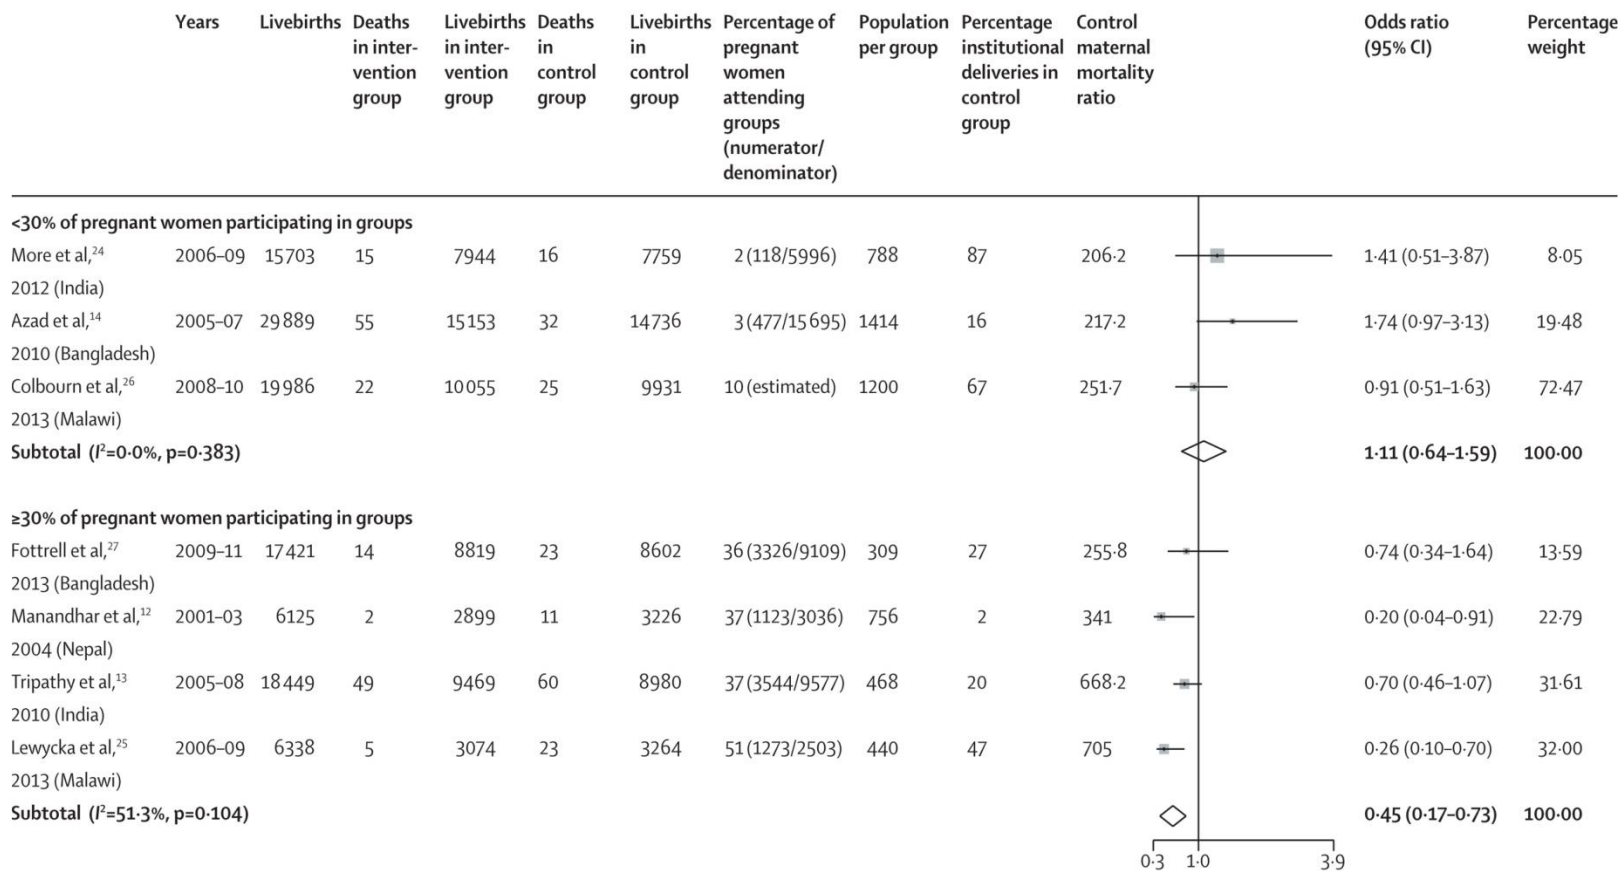 Years Livebirths Deaths in inter-vention group Livebirths in inter-vention group Deaths in control group Livebirths in control group Percentage of pregnant women attending groups (numerator/denominator) Population per group Percentage institutional deliveries in control group Control maternal mortality ratio Odds ratio (95% CI) Percentage weight
<30% of pregnant women participating in groups
More et al,24 2006–09 15703 15 7944 16 7759 2 (118/5996) 788 87 206·2 1·41 (0·51–3·87) 8·05
2012 (India)
Azad et al,14 2005–07 29889 55 15153 32 14736 3 (477/15695) 1414 16 217·2 1·74 (0·97–3·13) 19·48
2010 (Bangladesh)
Colbourn et al,26 2008–10 19986 22 10055 25 9931 10 (estimated) 1200 67 251·7 0·91 (0·51–1·63) 72·47
2013 (Malawi)
Subtotal (I²=0·0%, p=0·383) 1·11 (0·64–1·59) 100·00
≥30% of pregnant women participating in groups
Fottrell et al,27 2009–11 17421 14 8819 23 8602 36 (3326/9109) 309 27 255·8 0·74 (0·34–1·64) 13·59
2013 (Bangladesh)
Manandhar et al,12 2001–03 6125 2 2899 11 3226 37 (1123/3036) 756 2 341 0·20 (0·04–0·91) 22·79
2004 (Nepal)
Tripathy et al,13 2005–08 18449 49 9469 60 8980 37 (3544/9577) 468 20 668·2 0·70 (0·46–1·07) 31·61
2010 (India)
Lewycka et al,25 2006–09 6338 5 3074 23 3264 51 (1273/2503) 440 47 705 0·26 (0·10–0·70) 32·00
2013 (Malawi)
Subtotal (I²=51·3%, p=0·104) 0·45 (0·17–0·73) 100·00
0·3 1·0 3·9